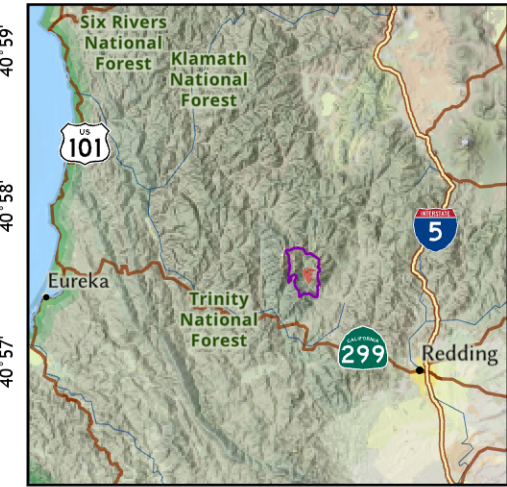 40°59'
40°58'
40°57'
Six Rivers
National
Forest
Klamath
National
Forest
US
101
INTERSTATE
5
Eureka
Trinity
National
Forest
CALIFORNIA
299
Redding